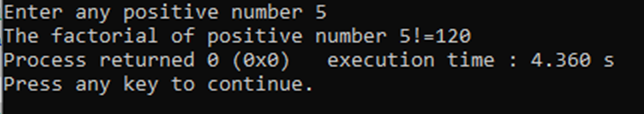 Enter any positive number 5
The factorial of positive number 5!=120
Process returned 0 (0x0)   execution time : 4.360 s
Press any key to continue.